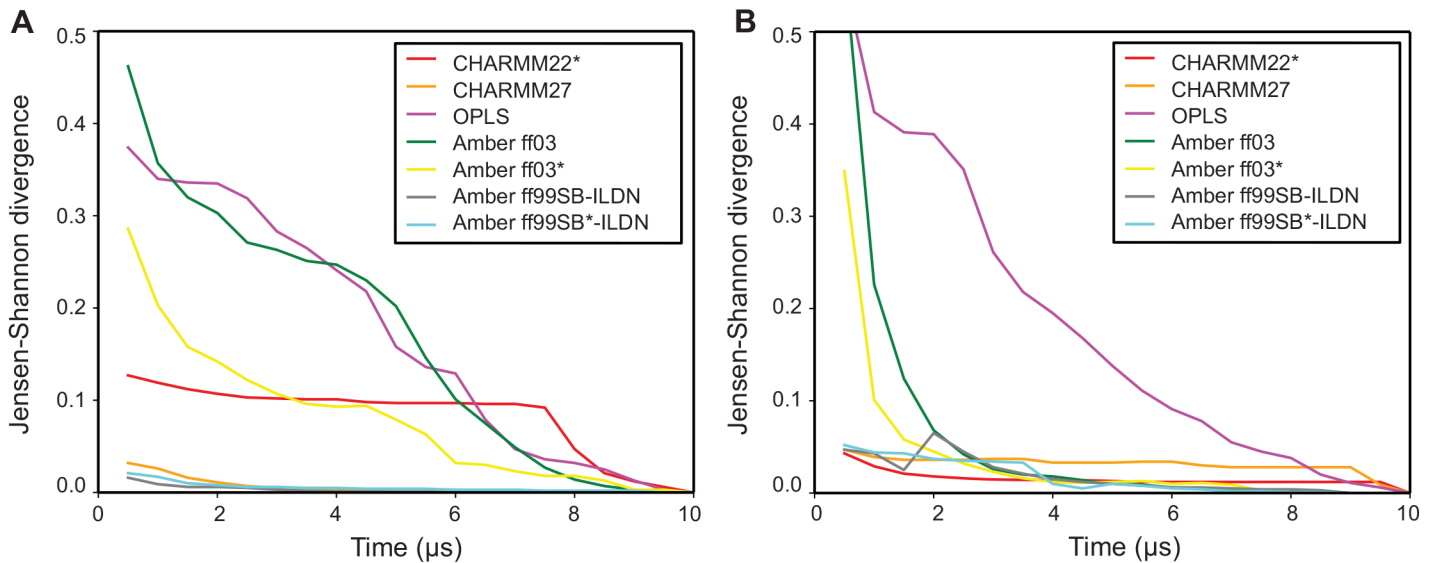 A
Jensen-Shannon divergence
0.5
0.4
0.3
0.2
0.1
0.0
CHARMM22*
CHARMM27
OPLS
Amber ff03
Amber ff03*
Amber ff99SB-ILDN
Amber ff99SB*-ILDN
0 2 4 6 8 10
Time (μs)
B
Jensen-Shannon divergence
0.5
0.4
0.3
0.2
0.1
0.0
CHARMM22*
CHARMM27
OPLS
Amber ff03
Amber ff03*
Amber ff99SB-ILDN
Amber ff99SB*-ILDN
0 2 4 6 8 10
Time (μs)